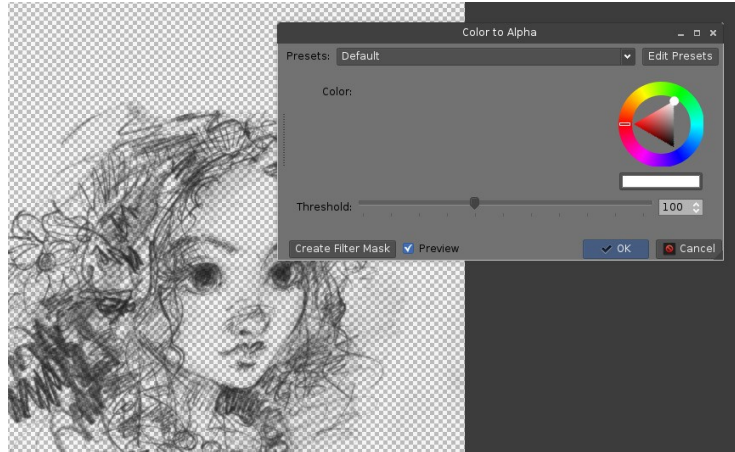 Color to Alpha
Presets: Default Edit Presets
Color:
Threshold: 100
Create Filter Mask Preview OK Cancel